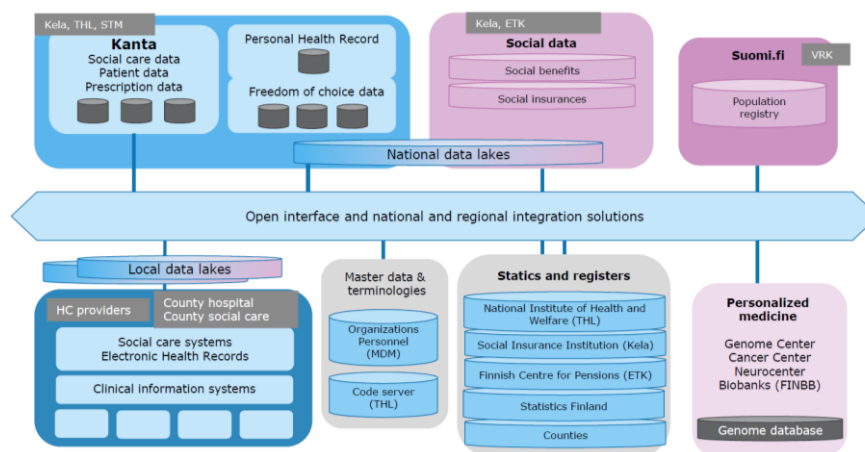 Kela, THL, STM
Kanta
Social care data
Patient data
Prescription data
Personal Health Record
Freedom of choice data
Kela, ETK
Social data
Social benefits
Social insurances
Suomi.fi
VRK
Population
registry
National data lakes
Open interface and national and regional integration solutions
Local data lakes
HC providers
County hospital
County social care
Social care systems
Electronic Health Records
Clinical information systems
Master data &
terminologies
Organizations
Personnel
(MDM)
Code server
(THL)
Statics and registers
National Institute of Health and
Welfare (THL)
Social Insurance Institution (Kela)
Finnish Centre for Pensions (ETK)
Statistics Finland
Counties
Personalized
medicine
Genome Center
Cancer Center
Neurocenter
Biobanks (FINBB)
Genome database